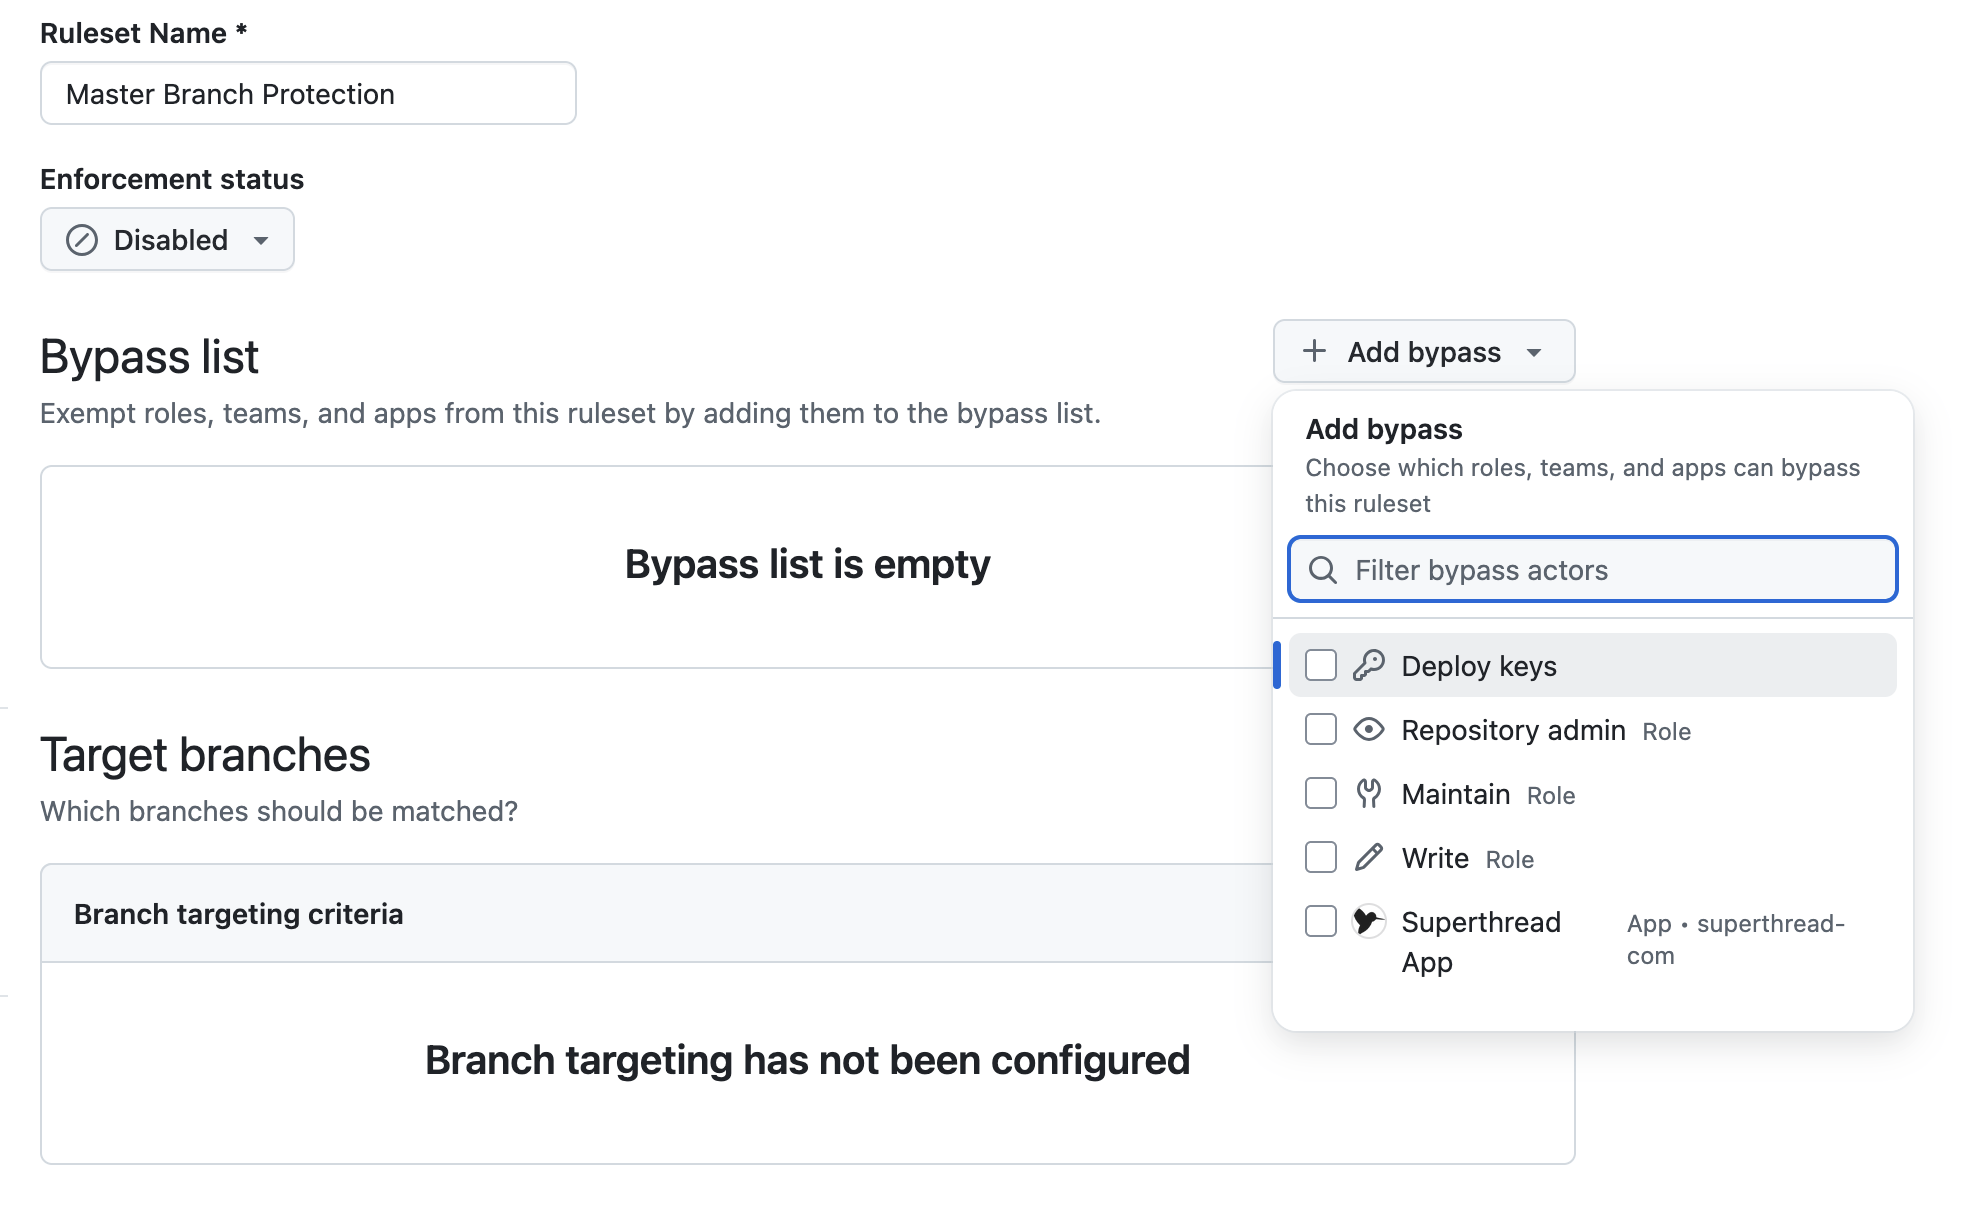 Ruleset Name *
Master Branch Protection
Enforcement status
Disabled
Bypass list
Exempt roles, teams, and apps from this ruleset by adding them to the bypass list.
Bypass list is empty
Add bypass
Add bypass
Choose which roles, teams, and apps can bypass
this ruleset
Filter bypass actors
Deploy keys
Repository admin Role
Maintain Role
Write Role
Superthread App • superthread-
App com
Target branches
Which branches should be matched?
Branch targeting criteria
Branch targeting has not been configured